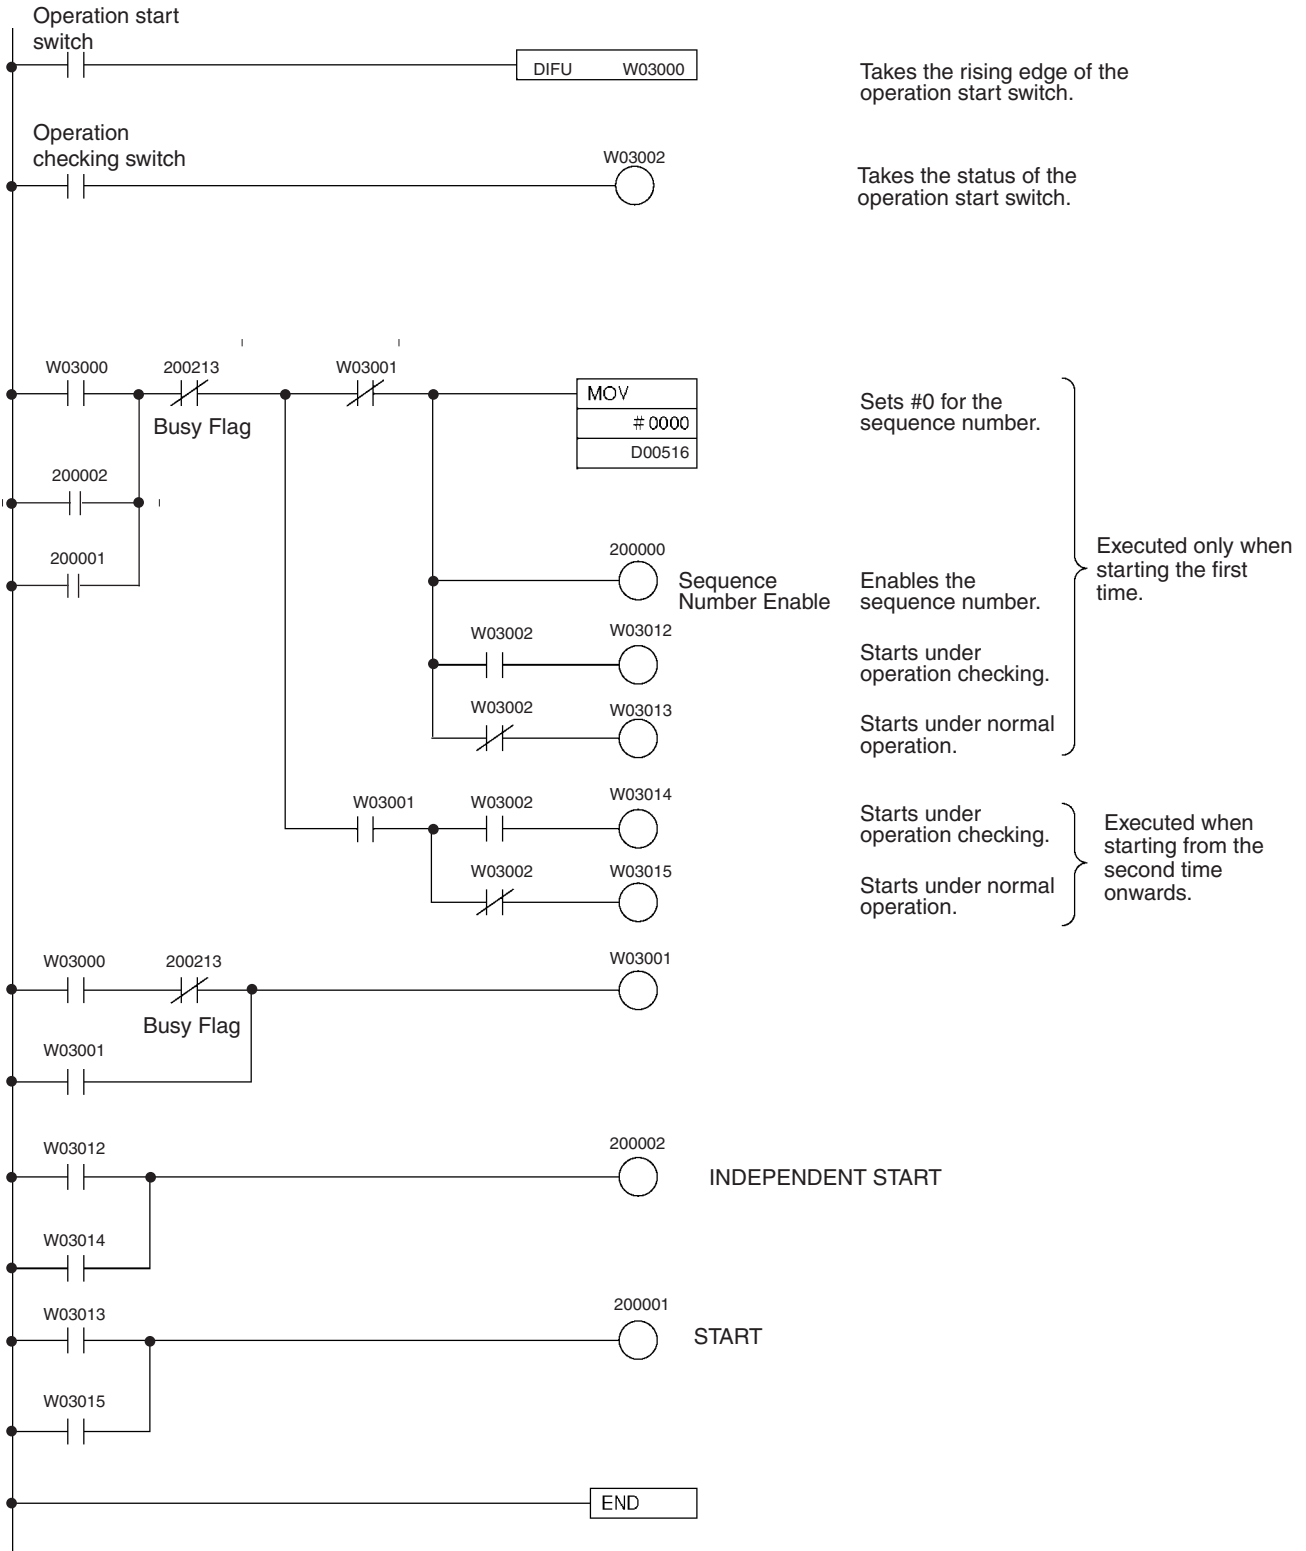 Operation start
switch
DIFU W03000
Takes the rising edge of the
operation start switch.
Operation
checking switch
W03002
Takes the status of the
operation start switch.
W03000
200213
W03001
Busy Flag
MOV
# 0000
D00516
Sets #0 for the
sequence number.
200002
200001
200000
Sequence
Number Enable
Enables the
sequence number.
Executed only when
starting the first
time.
W03002
W03012
Starts under
operation checking.
W03002
W03013
Starts under normal
operation.
W03001
W03002
W03014
Starts under
operation checking.
Executed when
starting from the
second time
onwards.
W03002
W03015
Starts under normal
operation.
W03000
200213
W03001
Busy Flag
W03001
W03012
200002
INDEPENDENT START
W03014
W03013
200001
START
W03015
END